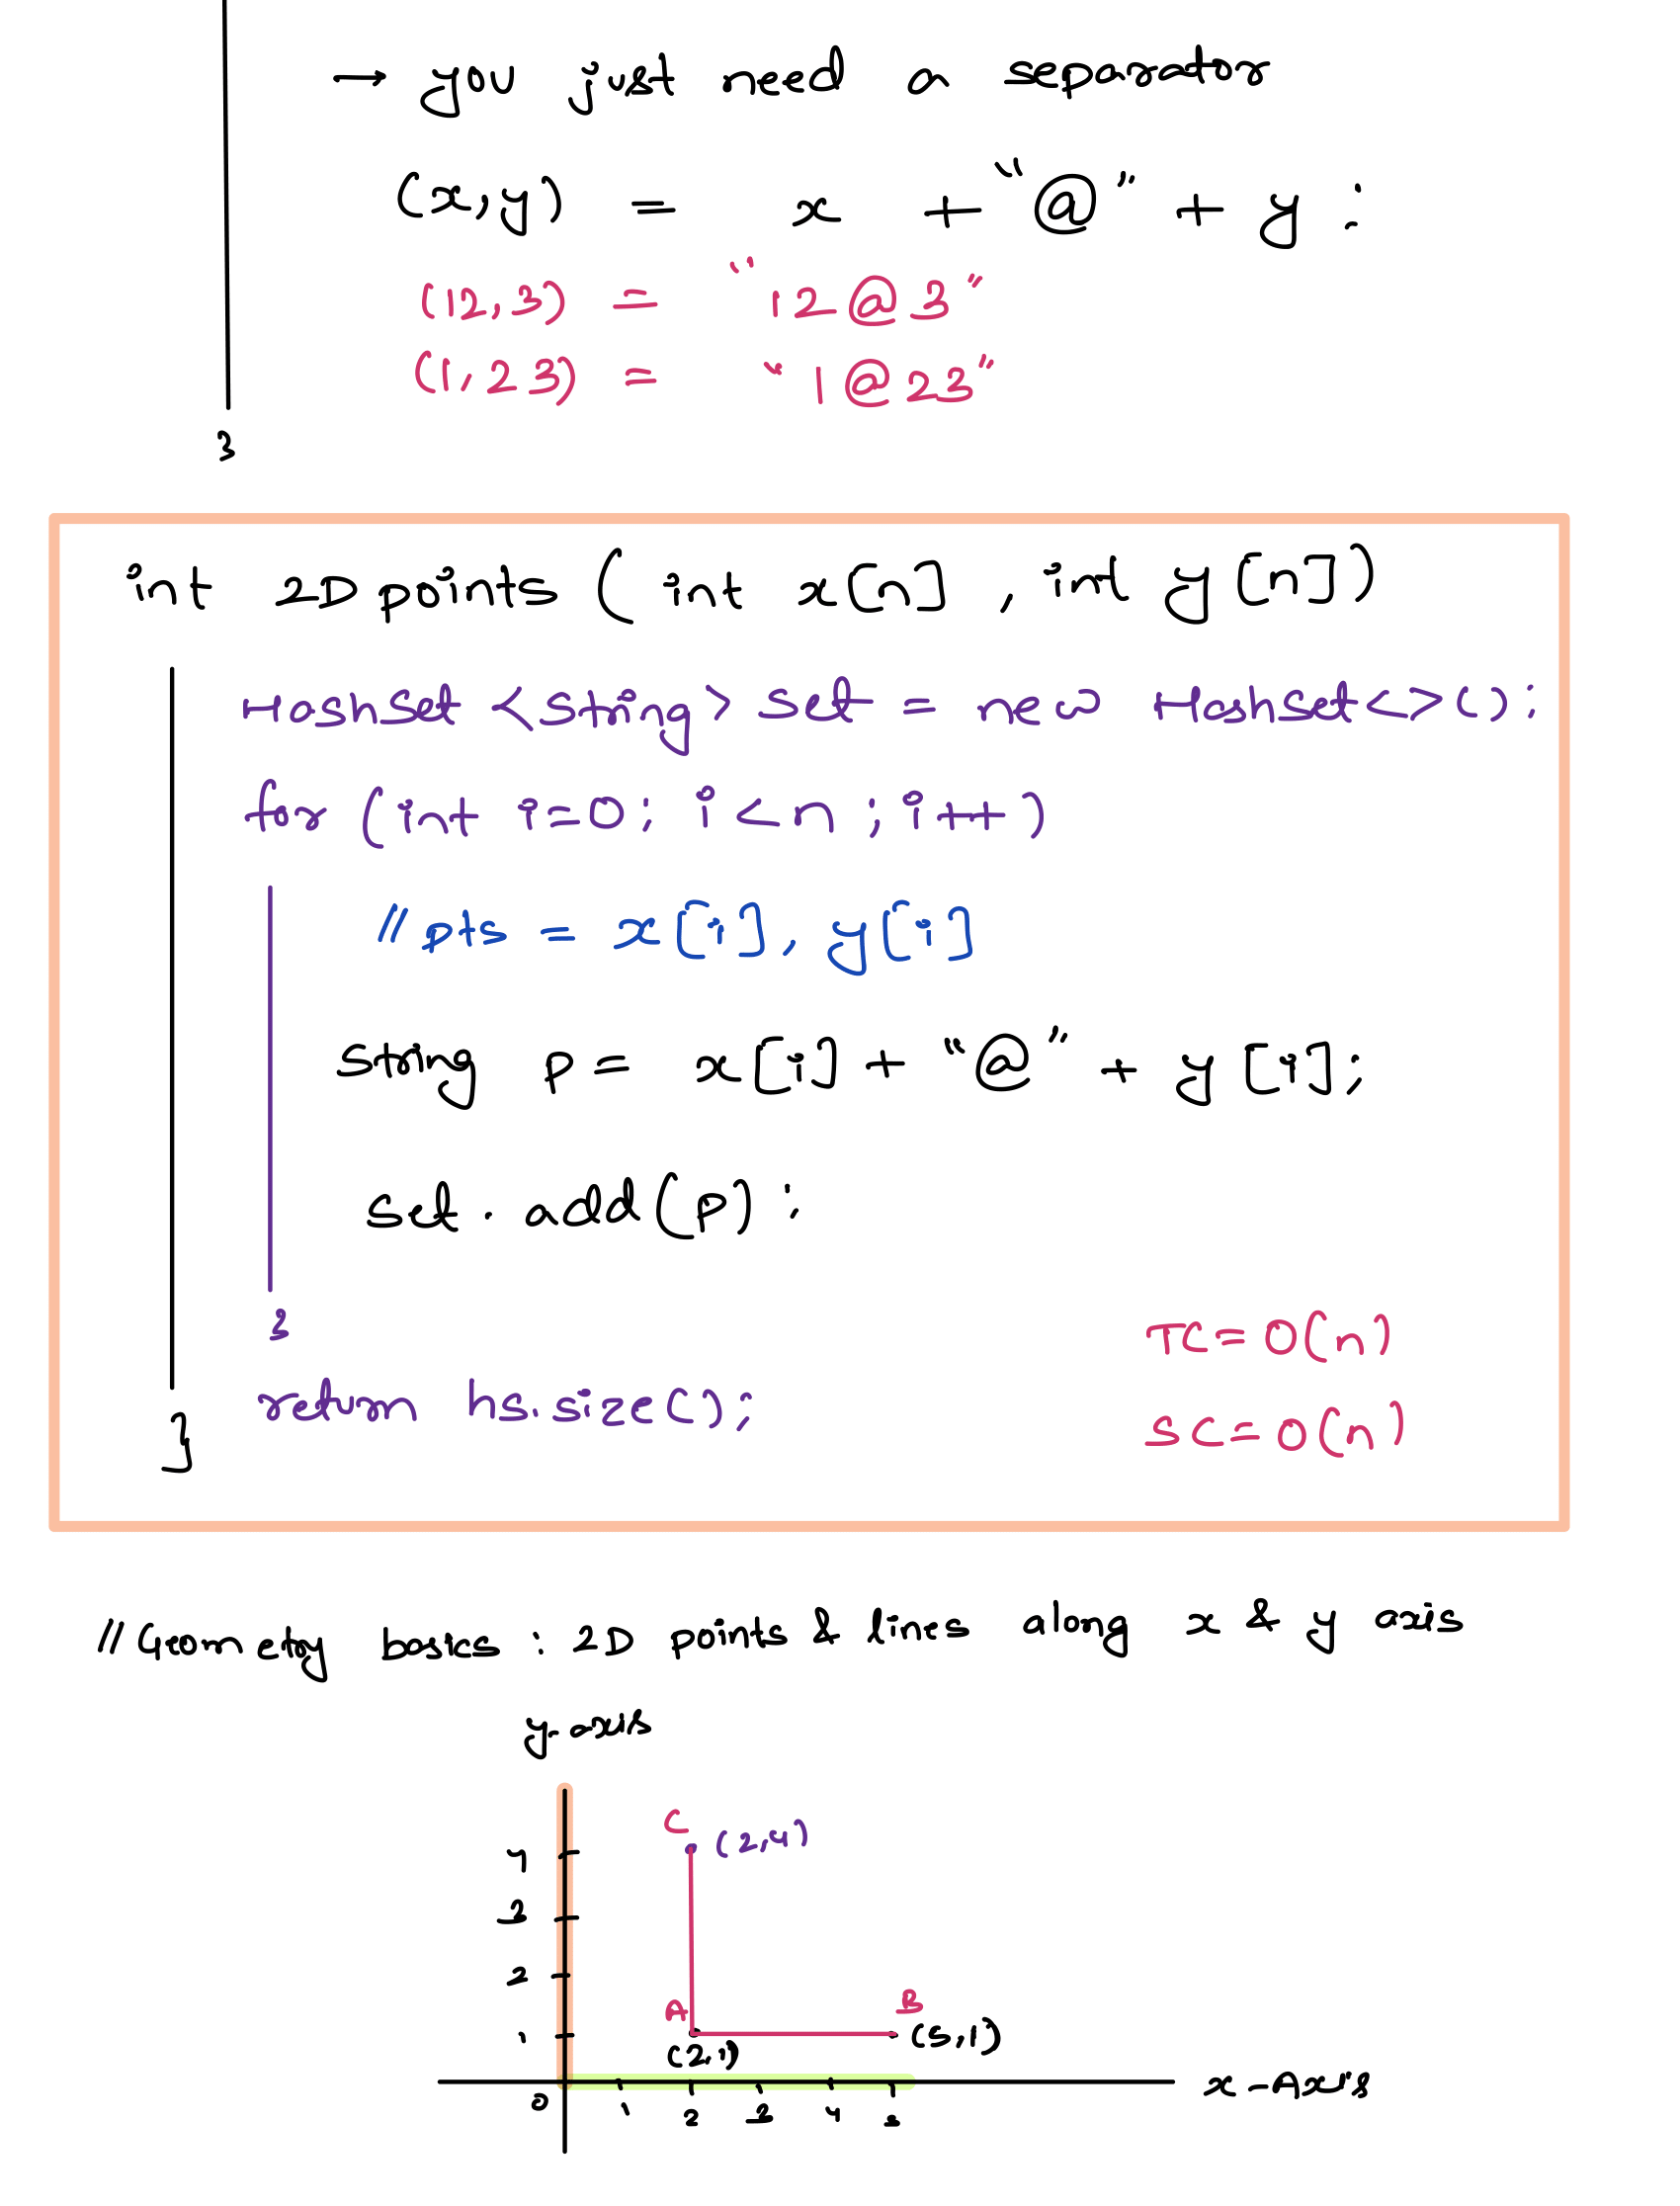 → you just need a separator
(x,y) = x + "@" + y ;
(12,3) = "12@3"
(1,23) = "1@23"
}
int 2Dpoints ( int x[n] , int y[n])
HashSet <String> set = new Hashset<>();
for (int i=0; i<n ; i++)
// pts = x[i], y[i]
String p = x[i] + "@" + y[i];
set.add(p);
}
TC = O(n)
return hs.size();
SC = O(n)
}
// Geometry basics : 2D points & lines along x & y axis
y-axis
C (2,4)
4
3
2
A B
1 (5,1)
(2,1)
x-Axis
0 1 2 3 4 5